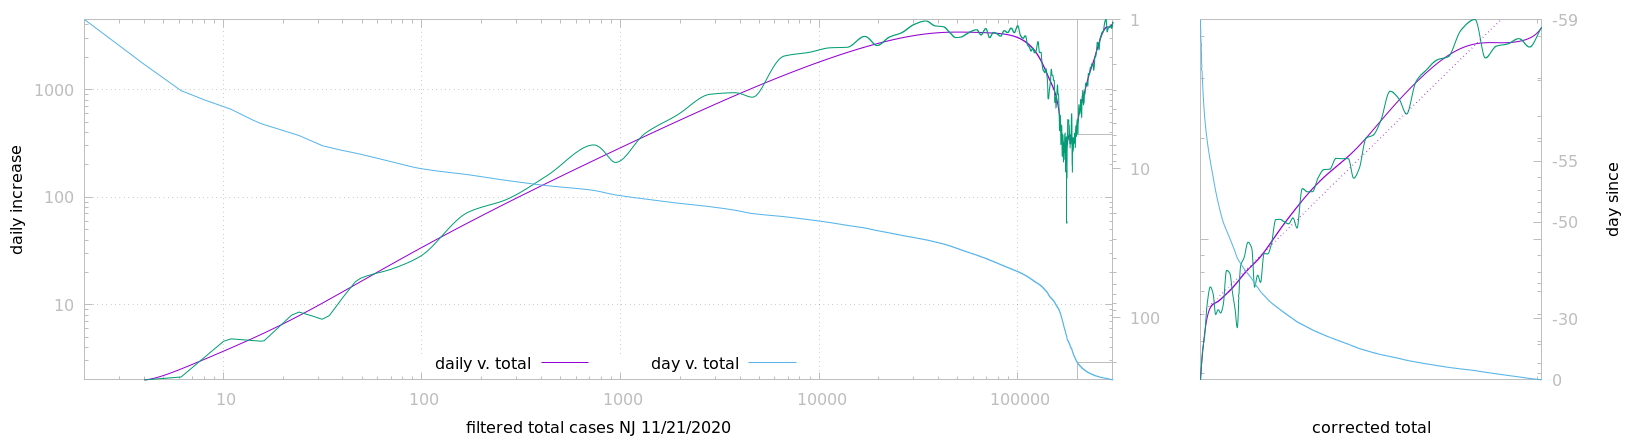 1
-59
1000
10
-55
100
-50
10
100
-30
daily v. total
day v. total
0
10
100
1000
10000
100000
daily increase
day since
filtered total cases NJ 11/21/2020
corrected total